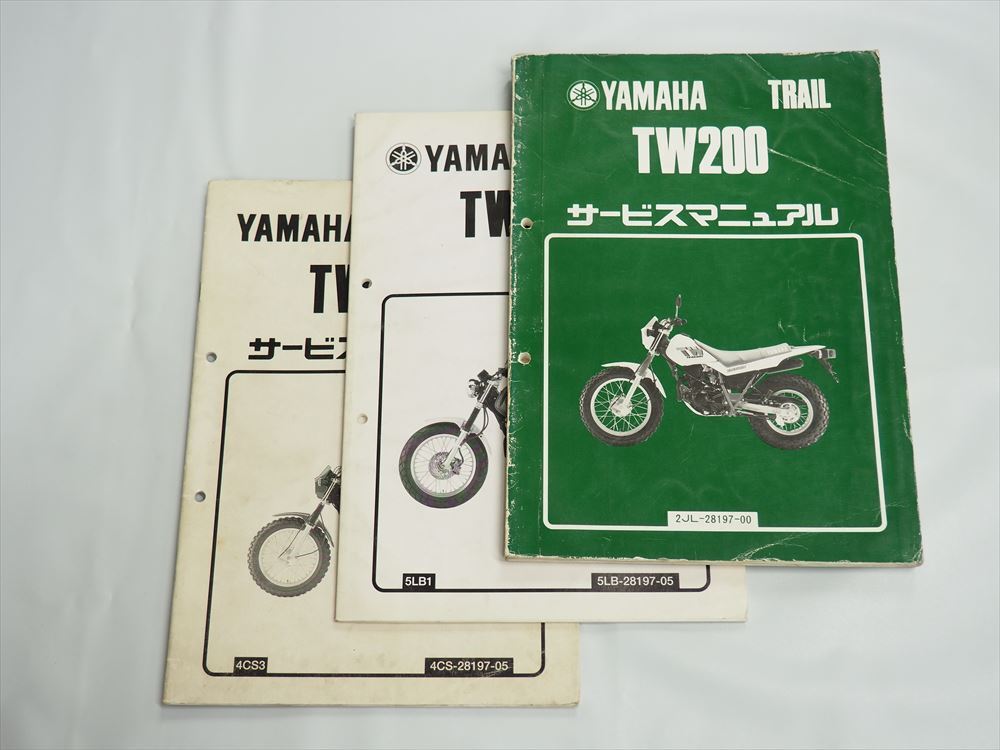 YAMAHA TRAIL
TW200
サービスマニュアル
TW
2JL-28197-00
YAMA
TW
5LB1 5LB-28197-05
YAMAHA
TW
サービス
4CS3 4CS-28197-05